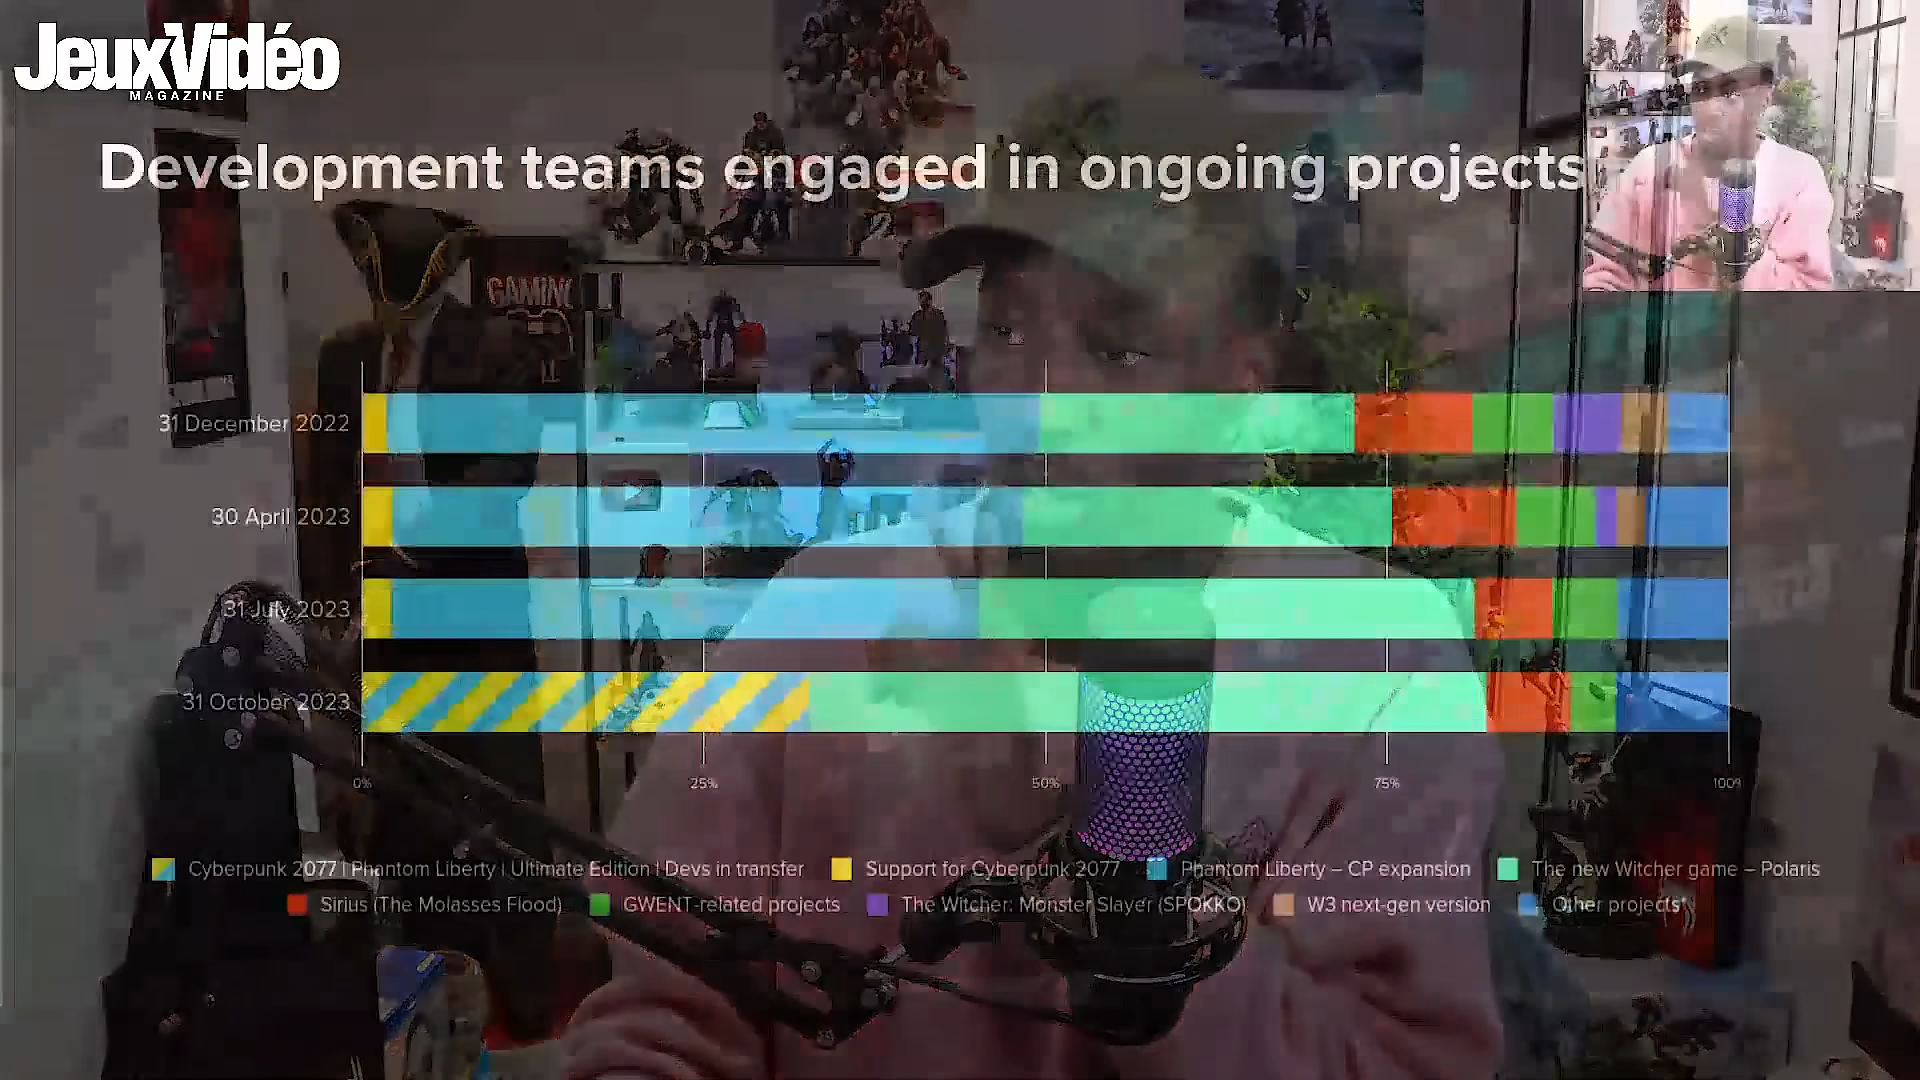 JeuxVidéo
MAGAZINE
Development teams engaged in ongoing projects
GAMING
31 December 2022
30 April 2023
31 July 2023
31 October 2023
0%
25%
50%
75%
100%
Cyberpunk 2077 | Phantom Liberty | Ultimate Edition | Devs in transfer
Support for Cyberpunk 2077
Phantom Liberty – CP expansion
The new Witcher game – Polaris
Sirius (The Molasses Flood)
GWENT-related projects
The Witcher: Monster Slayer (SPOKKO)
W3 next-gen version
Other projects*